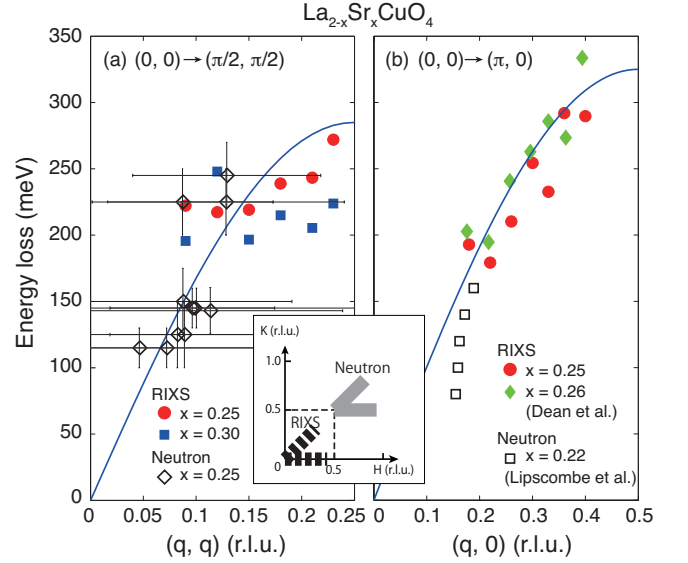 La2-xSrxCuO4
(a) (0, 0)→(π/2, π/2)
(b) (0, 0)→(π, 0)
Energy loss (meV)
350
300
250
200
150
100
50
0
RIXS
x = 0.25
x = 0.30
Neutron
x = 0.25
K (r.l.u.)
1.0
0.5
0
Neutron
RIXS
0.5
H (r.l.u.)
RIXS
x = 0.25
x = 0.26
(Dean et al.)
Neutron
x = 0.22
(Lipscombe et al.)
0 0.05 0.1 0.15 0.2 0.25
0 0.1 0.2 0.3 0.4 0.5
(q, q) (r.l.u.)
(q, 0) (r.l.u.)